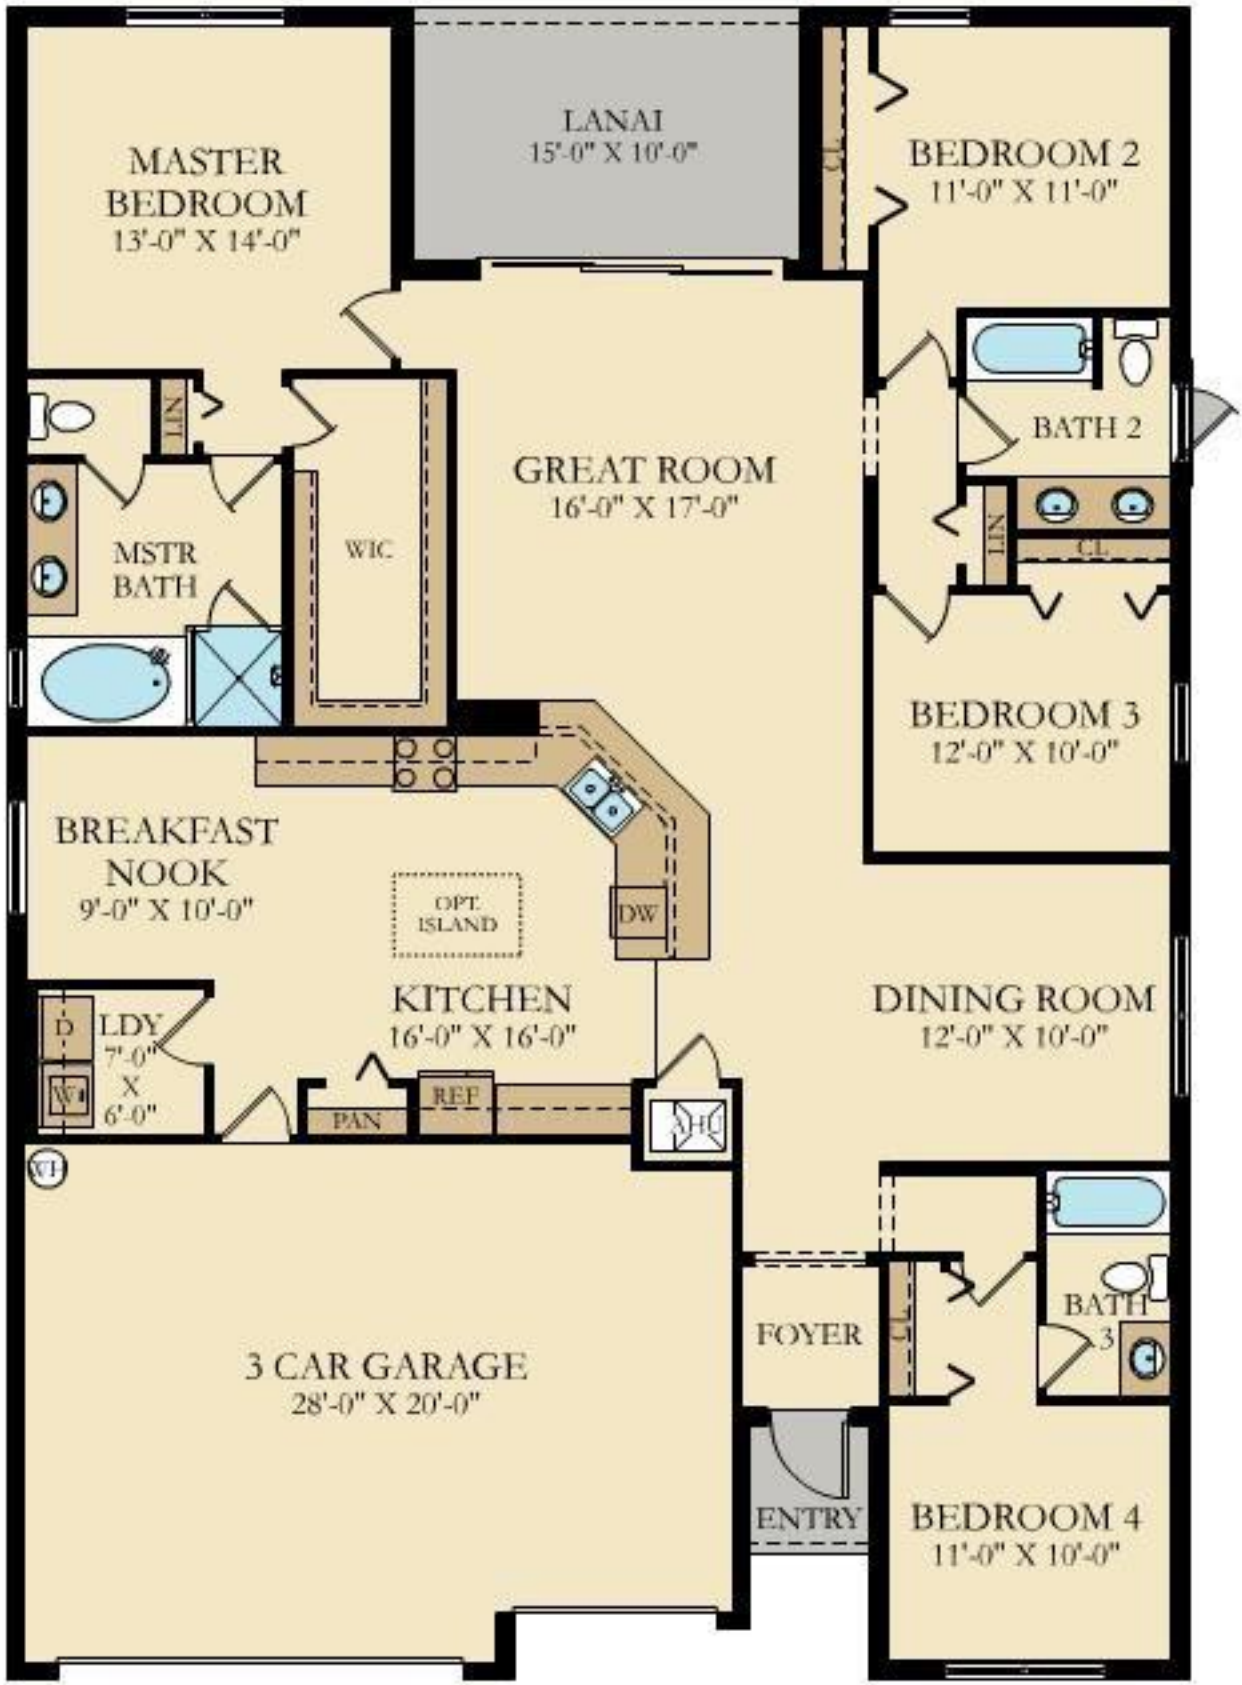 LANAI
15'-0" X 10'-0"
MASTER
BEDROOM
13'-0" X 14'-0"
CL
BEDROOM 2
11'-0" X 11'-0"
LIN
GREAT ROOM
16'-0" X 17'-0"
BATH 2
MSTR
BATH
WIC
LIN
CL
BEDROOM 3
12'-0" X 10'-0"
BREAKFAST
NOOK
9'-0" X 10'-0"
OPT.
ISLAND
DW
KITCHEN
16'-0" X 16'-0"
DINING ROOM
12'-0" X 10'-0"
D
LDY
7'-0"
X
6'-0"
W
PAN
REF
AHU
WH
3 CAR GARAGE
28'-0" X 20'-0"
FOYER
CL
BATH
3
ENTRY
BEDROOM 4
11'-0" X 10'-0"